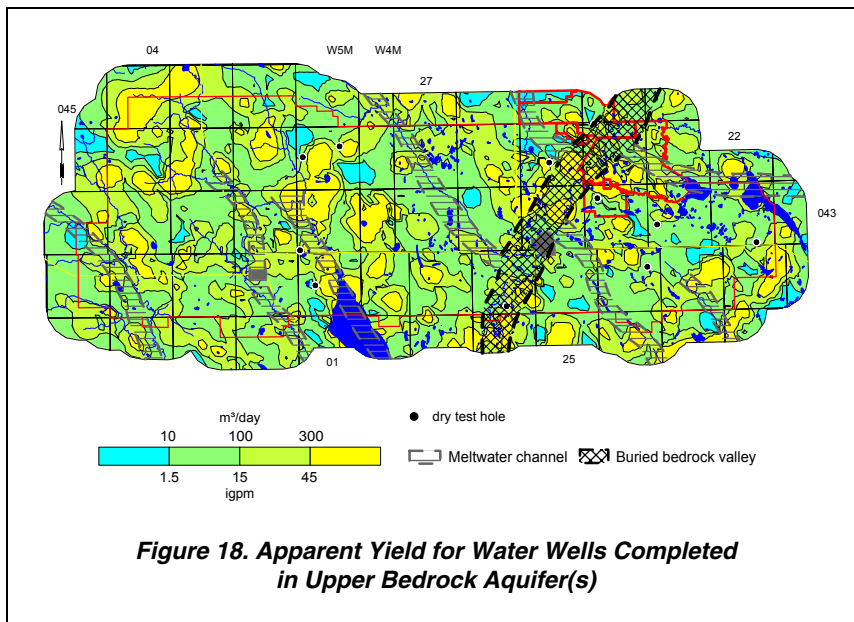 04
W5M W4M
27
045
22
043
01
25
m³/day
10 100 300
1.5 15 45
igpm
dry test hole
Meltwater channel
Buried bedrock valley
Figure 18. Apparent Yield for Water Wells Completed
in Upper Bedrock Aquifer(s)